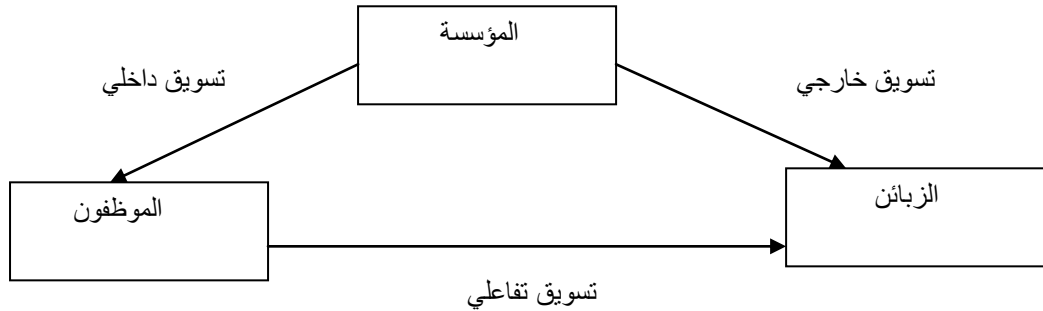 المؤسسة
تسويق خارجي
تسويق داخلي
الزبائن
الموظفون
تسويق تفاعلي